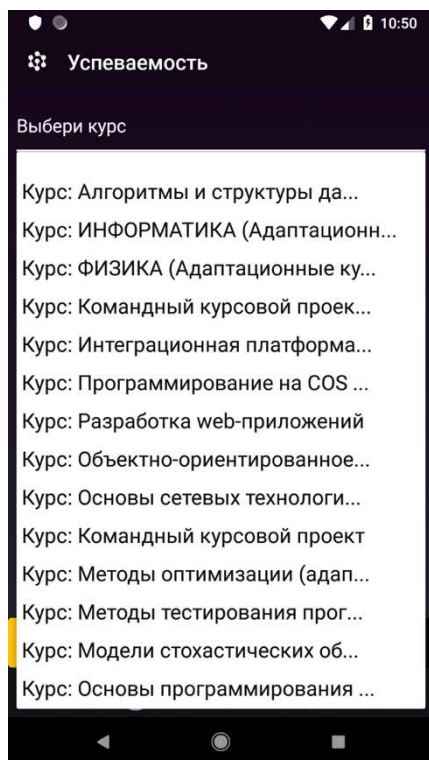 10:50
Успеваемость
Выбери курс
Курс: Алгоритмы и структуры да...
Курс: ИНФОРМАТИКА (Адаптационн...
Курс: ФИЗИКА (Адаптационные ку...
Курс: Командный курсовой проек...
Курс: Интеграционная платформа...
Курс: Программирование на COS ...
Курс: Разработка web-приложений
Курс: Объектно-ориентированное...
Курс: Основы сетевых технологи...
Курс: Командный курсовой проект
Курс: Методы оптимизации (адап...
Курс: Методы тестирования прог...
Курс: Модели стохастических об...
Курс: Основы программирования ...